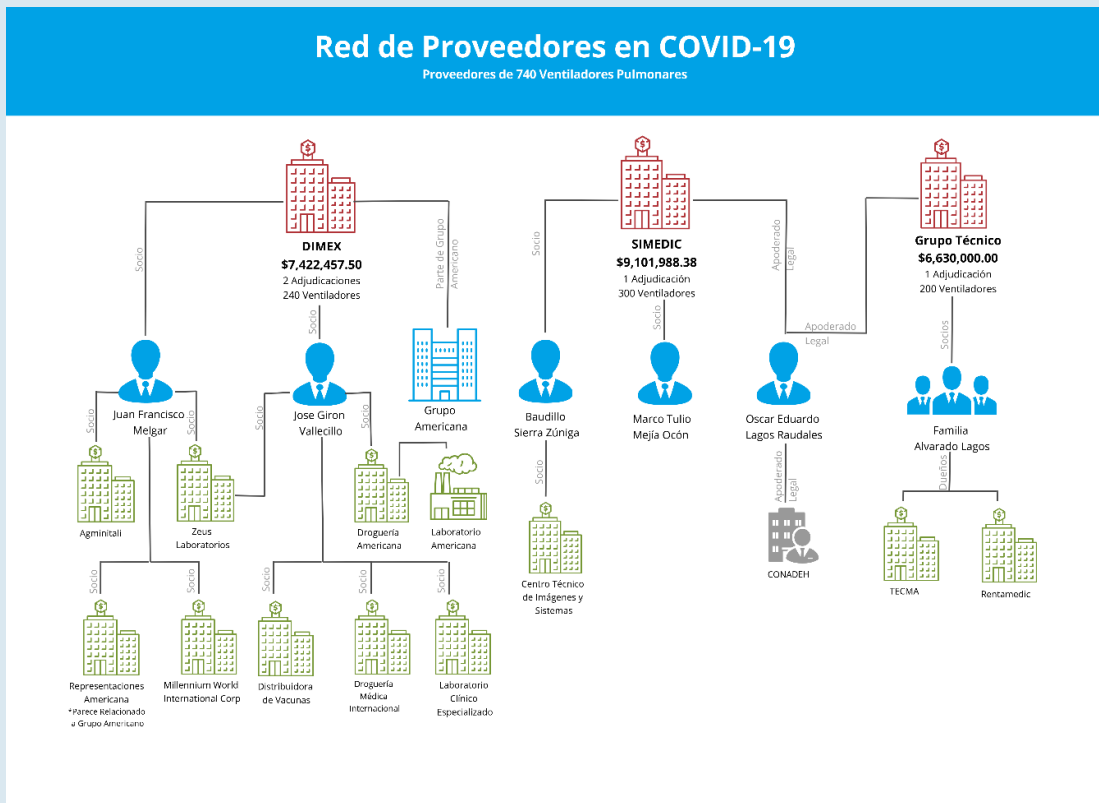 Red de Proveedores en COVID-19
Proveedores de 740 Ventiladores Pulmonares
DIMEX
$7,422,457.50
2 Adjudicaciones
240 Ventiladores
SIMEDIC
$9,101,988.38
1 Adjudicación
300 Ventiladores
Grupo Técnico
$6,630,000.00
1 Adjudicación
200 Ventiladores
Socio
Socio
Parte de Grupo
Americano
Socio
Socio
Apoderado
Legal
Apoderado
Legal
Socios
Juan Francisco
Melgar
Jose Giron
Vallecillo
Grupo
Americana
Baudillo
Sierra Zúniga
Marco Tulio
Mejía Ocón
Oscar Eduardo
Lagos Raudales
Familia
Alvarado Lagos
Socio
Socio
Socio
Socio
Socio
Apoderado
Legal
Dueños
Agminitali
Zeus
Laboratorios
Droguería
Americana
Laboratorio
Americana
Centro Técnico
de Imágenes y
Sistemas
CONADEH
TECMA
Rentamedic
Socio
Socio
Socio
Socio
Socio
Representaciones
Americana
*Parece Relacionado
a Grupo Americano
Millennium World
International Corp
Distribuidora
de Vacunas
Droguería
Médica
Internacional
Laboratorio
Clínico
Especializado